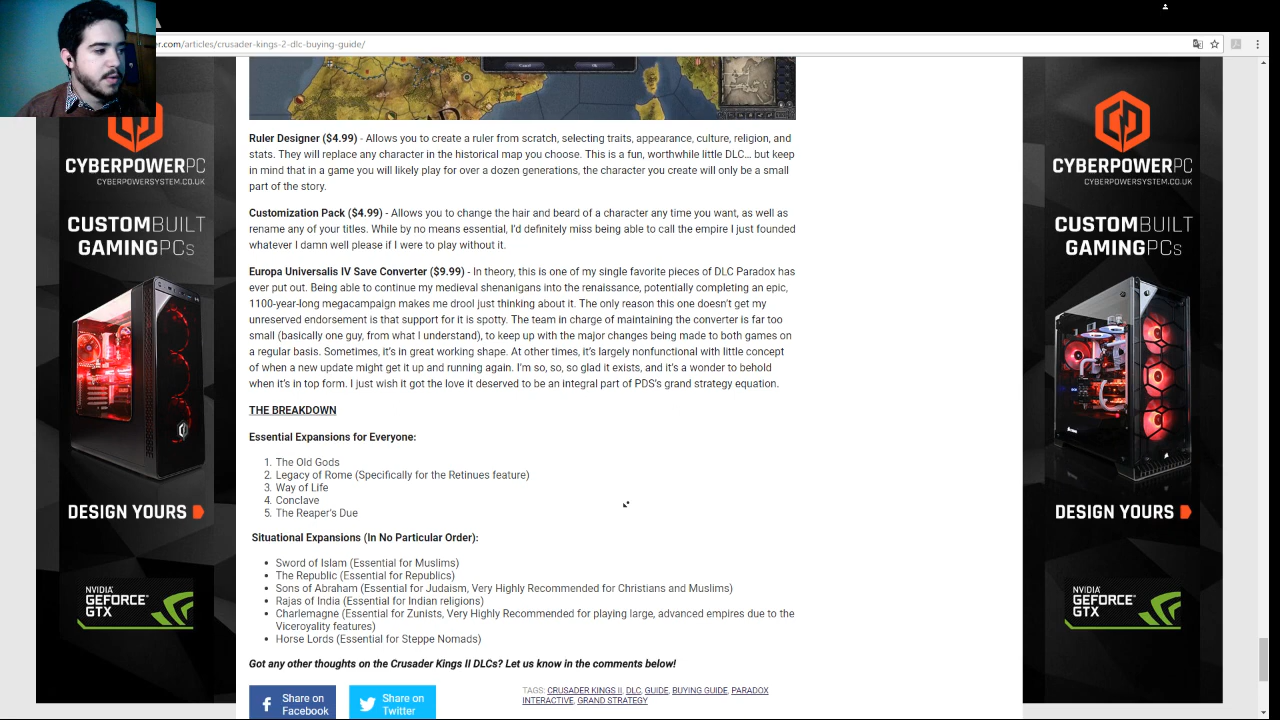 er.com/articles/crusader-kings-2-dlc-buying-guide/
CYBERPOWERPC
CYBERPOWERSYSTEM.CO.UK
CUSTOMBUILT
GAMINGPCs
DESIGN YOURS
NVIDIA
GEFORCE
GTX
Ruler Designer ($4.99) - Allows you to create a ruler from scratch, selecting traits, appearance, culture, religion, and
stats. They will replace any character in the historical map you choose. This is a fun, worthwhile little DLC… but keep
in mind that in a game you will likely play for over a dozen generations, the character you create will only be a small
part of the story.
Customization Pack ($4.99) - Allows you to change the hair and beard of a character any time you want, as well as
rename any of your titles. While by no means essential, I'd definitely miss being able to call the empire I just founded
whatever I damn well please if I were to play without it.
Europa Universalis IV Save Converter ($9.99) - In theory, this is one of my single favorite pieces of DLC Paradox has
ever put out. Being able to continue my medieval shenanigans into the renaissance, potentially completing an epic,
1100-year-long megacampaign makes me drool just thinking about it. The only reason this one doesn't get my
unreserved endorsement is that support for it is spotty. The team in charge of maintaining the converter is far too
small (basically one guy, from what I understand), to keep up with the major changes being made to both games on
a regular basis. Sometimes, it's in great working shape. At other times, it's largely nonfunctional with little concept
of when a new update might get it up and running again. I'm so, so, so glad it exists, and it's a wonder to behold
when it's in top form. I just wish it got the love it deserved to be an integral part of PDS's grand strategy equation.
THE BREAKDOWN
Essential Expansions for Everyone:
1. The Old Gods
2. Legacy of Rome (Specifically for the Retinues feature)
3. Way of Life
4. Conclave
5. The Reaper's Due
Situational Expansions (In No Particular Order):
• Sword of Islam (Essential for Muslims)
• The Republic (Essential for Republics)
• Sons of Abraham (Essential for Judaism, Very Highly Recommended for Christians and Muslims)
• Rajas of India (Essential for Indian religions)
• Charlemagne (Essential for Zunists, Very Highly Recommended for playing large, advanced empires due to the
Viceroyality features)
• Horse Lords (Essential for Steppe Nomads)
Got any other thoughts on the Crusader Kings II DLCs? Let us know in the comments below!
Share on
Facebook
Share on
Twitter
TAGS: CRUSADER KINGS II, DLC, GUIDE, BUYING GUIDE, PARADOX
INTERACTIVE, GRAND STRATEGY
CYBERPOWERPC
CYBERPOWERSYSTEM.CO.UK
CUSTOMBUILT
GAMINGPCs
DESIGN YOURS
NVIDIA
GEFORCE
GTX